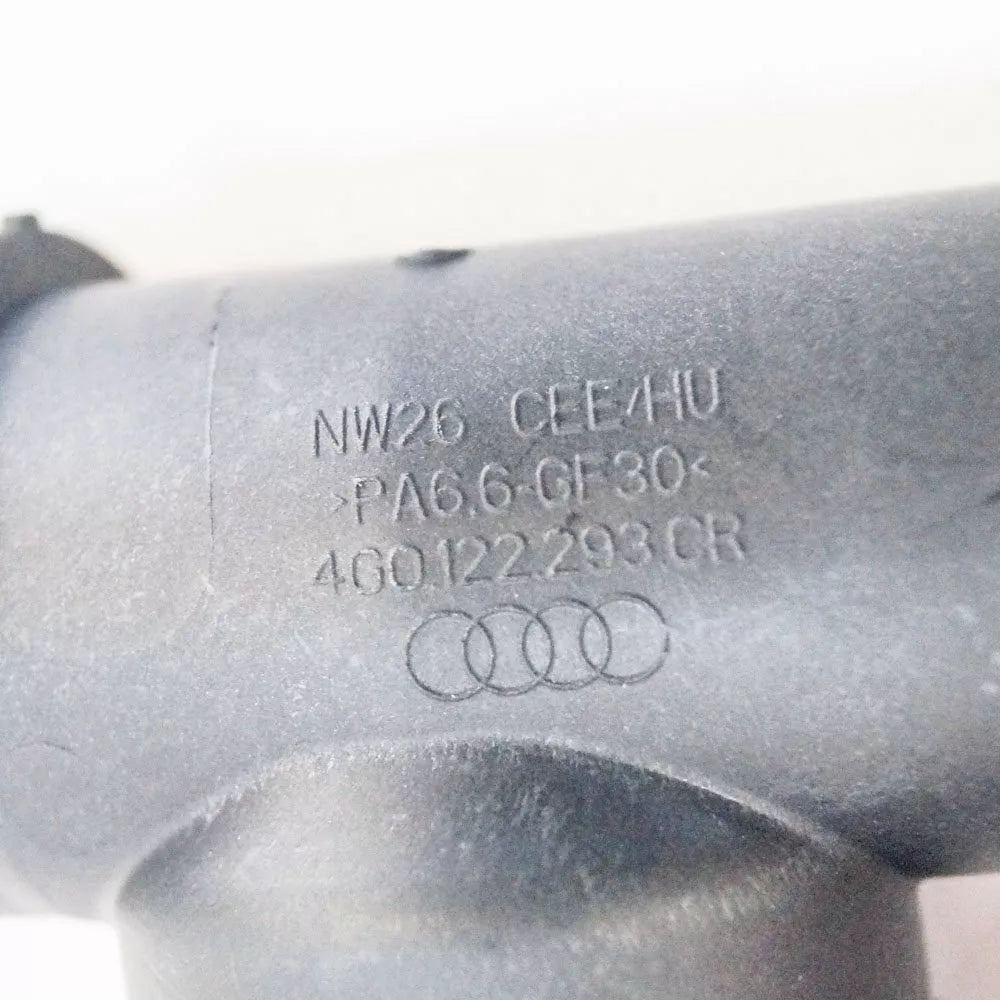 NW26 CEE/HU
>PA6.6-GF30<
4G0.122.293.CR